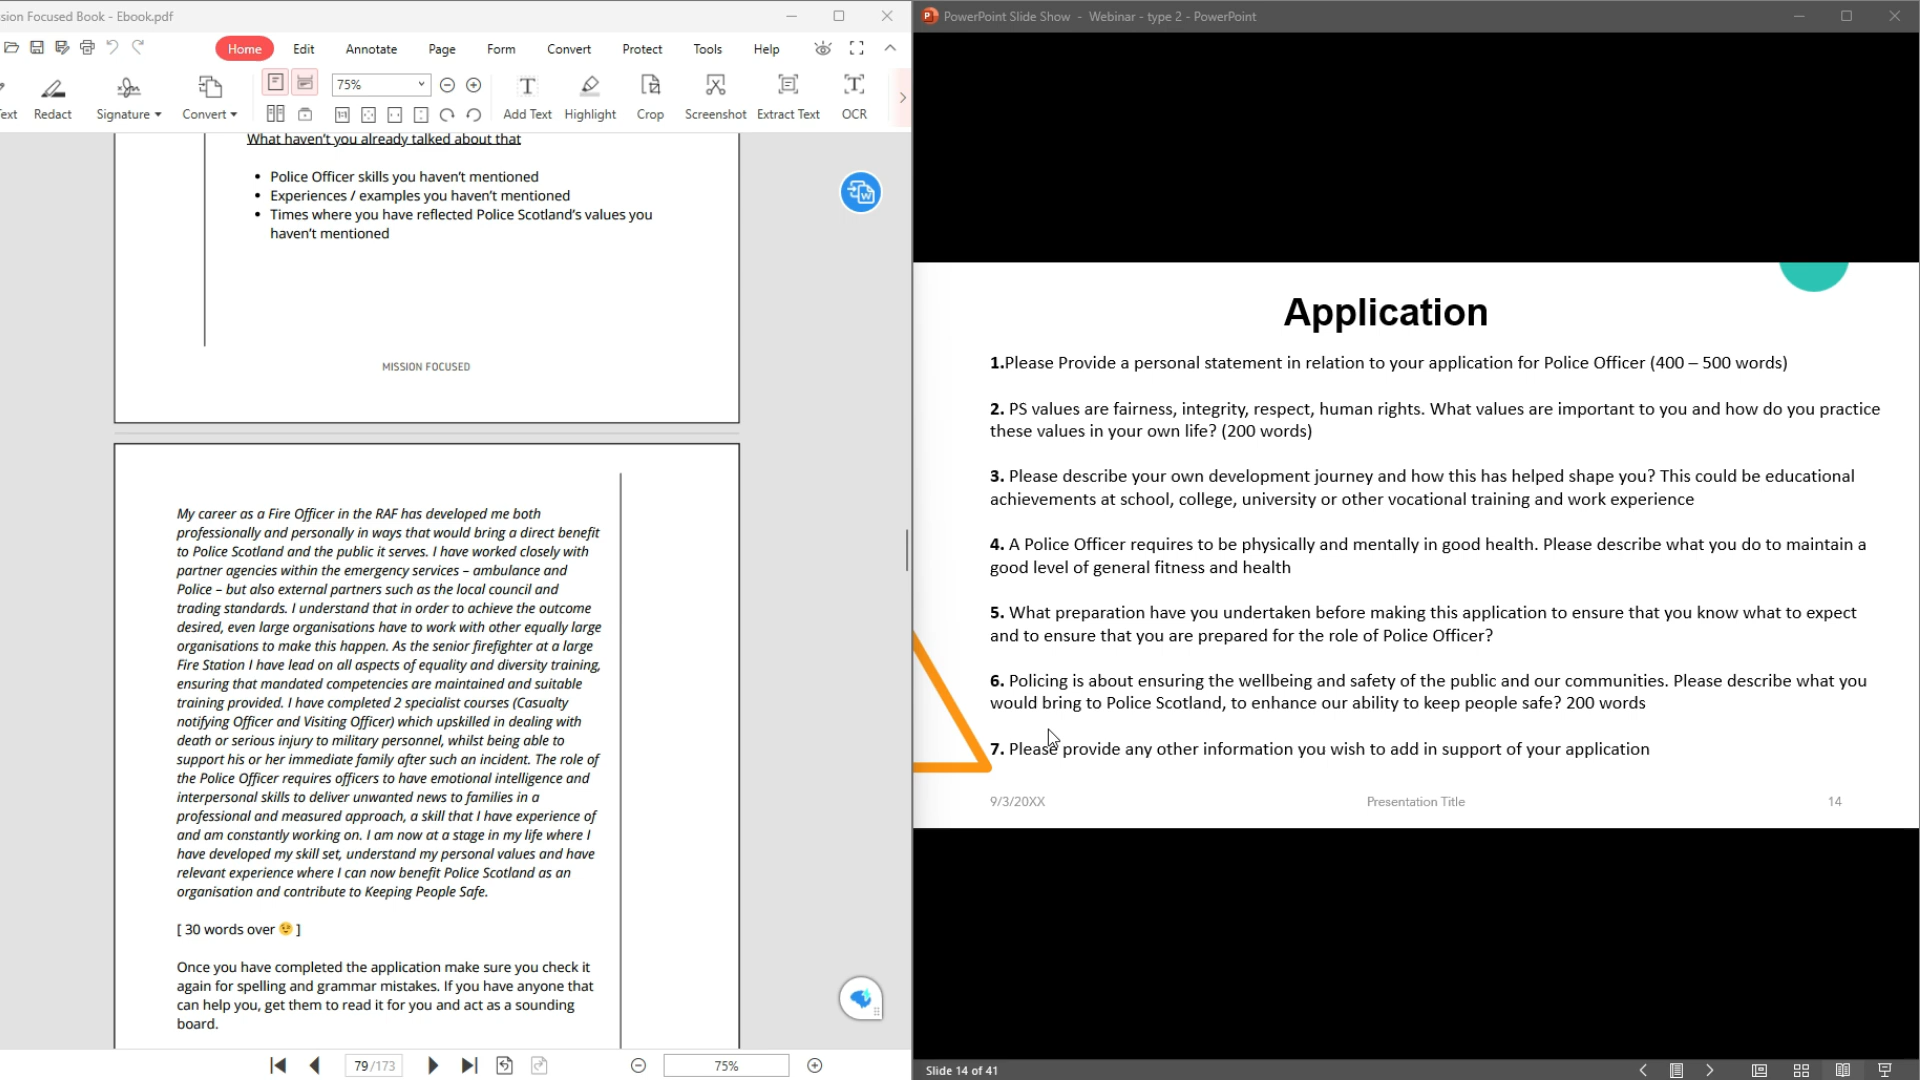 sion Focused Book - Ebook.pdf
Home Edit Annotate Page Form Convert Protect Tools Help
75%
ext Redact Signature Convert Add Text Highlight Crop Screenshot Extract Text OCR
What haven't you already talked about that
• Police Officer skills you haven't mentioned
• Experiences / examples you haven't mentioned
• Times where you have reflected Police Scotland's values you
haven't mentioned
MISSION FOCUSED
My career as a Fire Officer in the RAF has developed me both
professionally and personally in ways that would bring a direct benefit
to Police Scotland and the public it serves. I have worked closely with
partner agencies within the emergency services – ambulance and
Police – but also external partners such as the local council and
trading standards. I understand that in order to achieve the outcome
desired, even large organisations have to work with other equally large
organisations to make this happen. As the senior firefighter at a large
Fire Station I have lead on all aspects of equality and diversity training,
ensuring that mandated competencies are maintained and suitable
training provided. I have completed 2 specialist courses (Casualty
notifying Officer and Visiting Officer) which upskilled in dealing with
death or serious injury to military personnel, whilst being able to
support his or her immediate family after such an incident. The role of
the Police Officer requires officers to have emotional intelligence and
interpersonal skills to deliver unwanted news to families in a
professional and measured approach, a skill that I have experience of
and am constantly working on. I am now at a stage in my life where I
have developed my skill set, understand my personal values and have
relevant experience where I can now benefit Police Scotland as an
organisation and contribute to Keeping People Safe.
[ 30 words over 😉 ]
Once you have completed the application make sure you check it
again for spelling and grammar mistakes. If you have anyone that
can help you, get them to read it for you and act as a sounding
board.
79 /173
75%
PowerPoint Slide Show - Webinar - type 2 - PowerPoint
Application
1.Please Provide a personal statement in relation to your application for Police Officer (400 – 500 words)
2. PS values are fairness, integrity, respect, human rights. What values are important to you and how do you practice
these values in your own life? (200 words)
3. Please describe your own development journey and how this has helped shape you? This could be educational
achievements at school, college, university or other vocational training and work experience
4. A Police Officer requires to be physically and mentally in good health. Please describe what you do to maintain a
good level of general fitness and health
5. What preparation have you undertaken before making this application to ensure that you know what to expect
and to ensure that you are prepared for the role of Police Officer?
6. Policing is about ensuring the wellbeing and safety of the public and our communities. Please describe what you
would bring to Police Scotland, to enhance our ability to keep people safe? 200 words
7. Please provide any other information you wish to add in support of your application
9/3/20XX Presentation Title 14
Slide 14 of 41